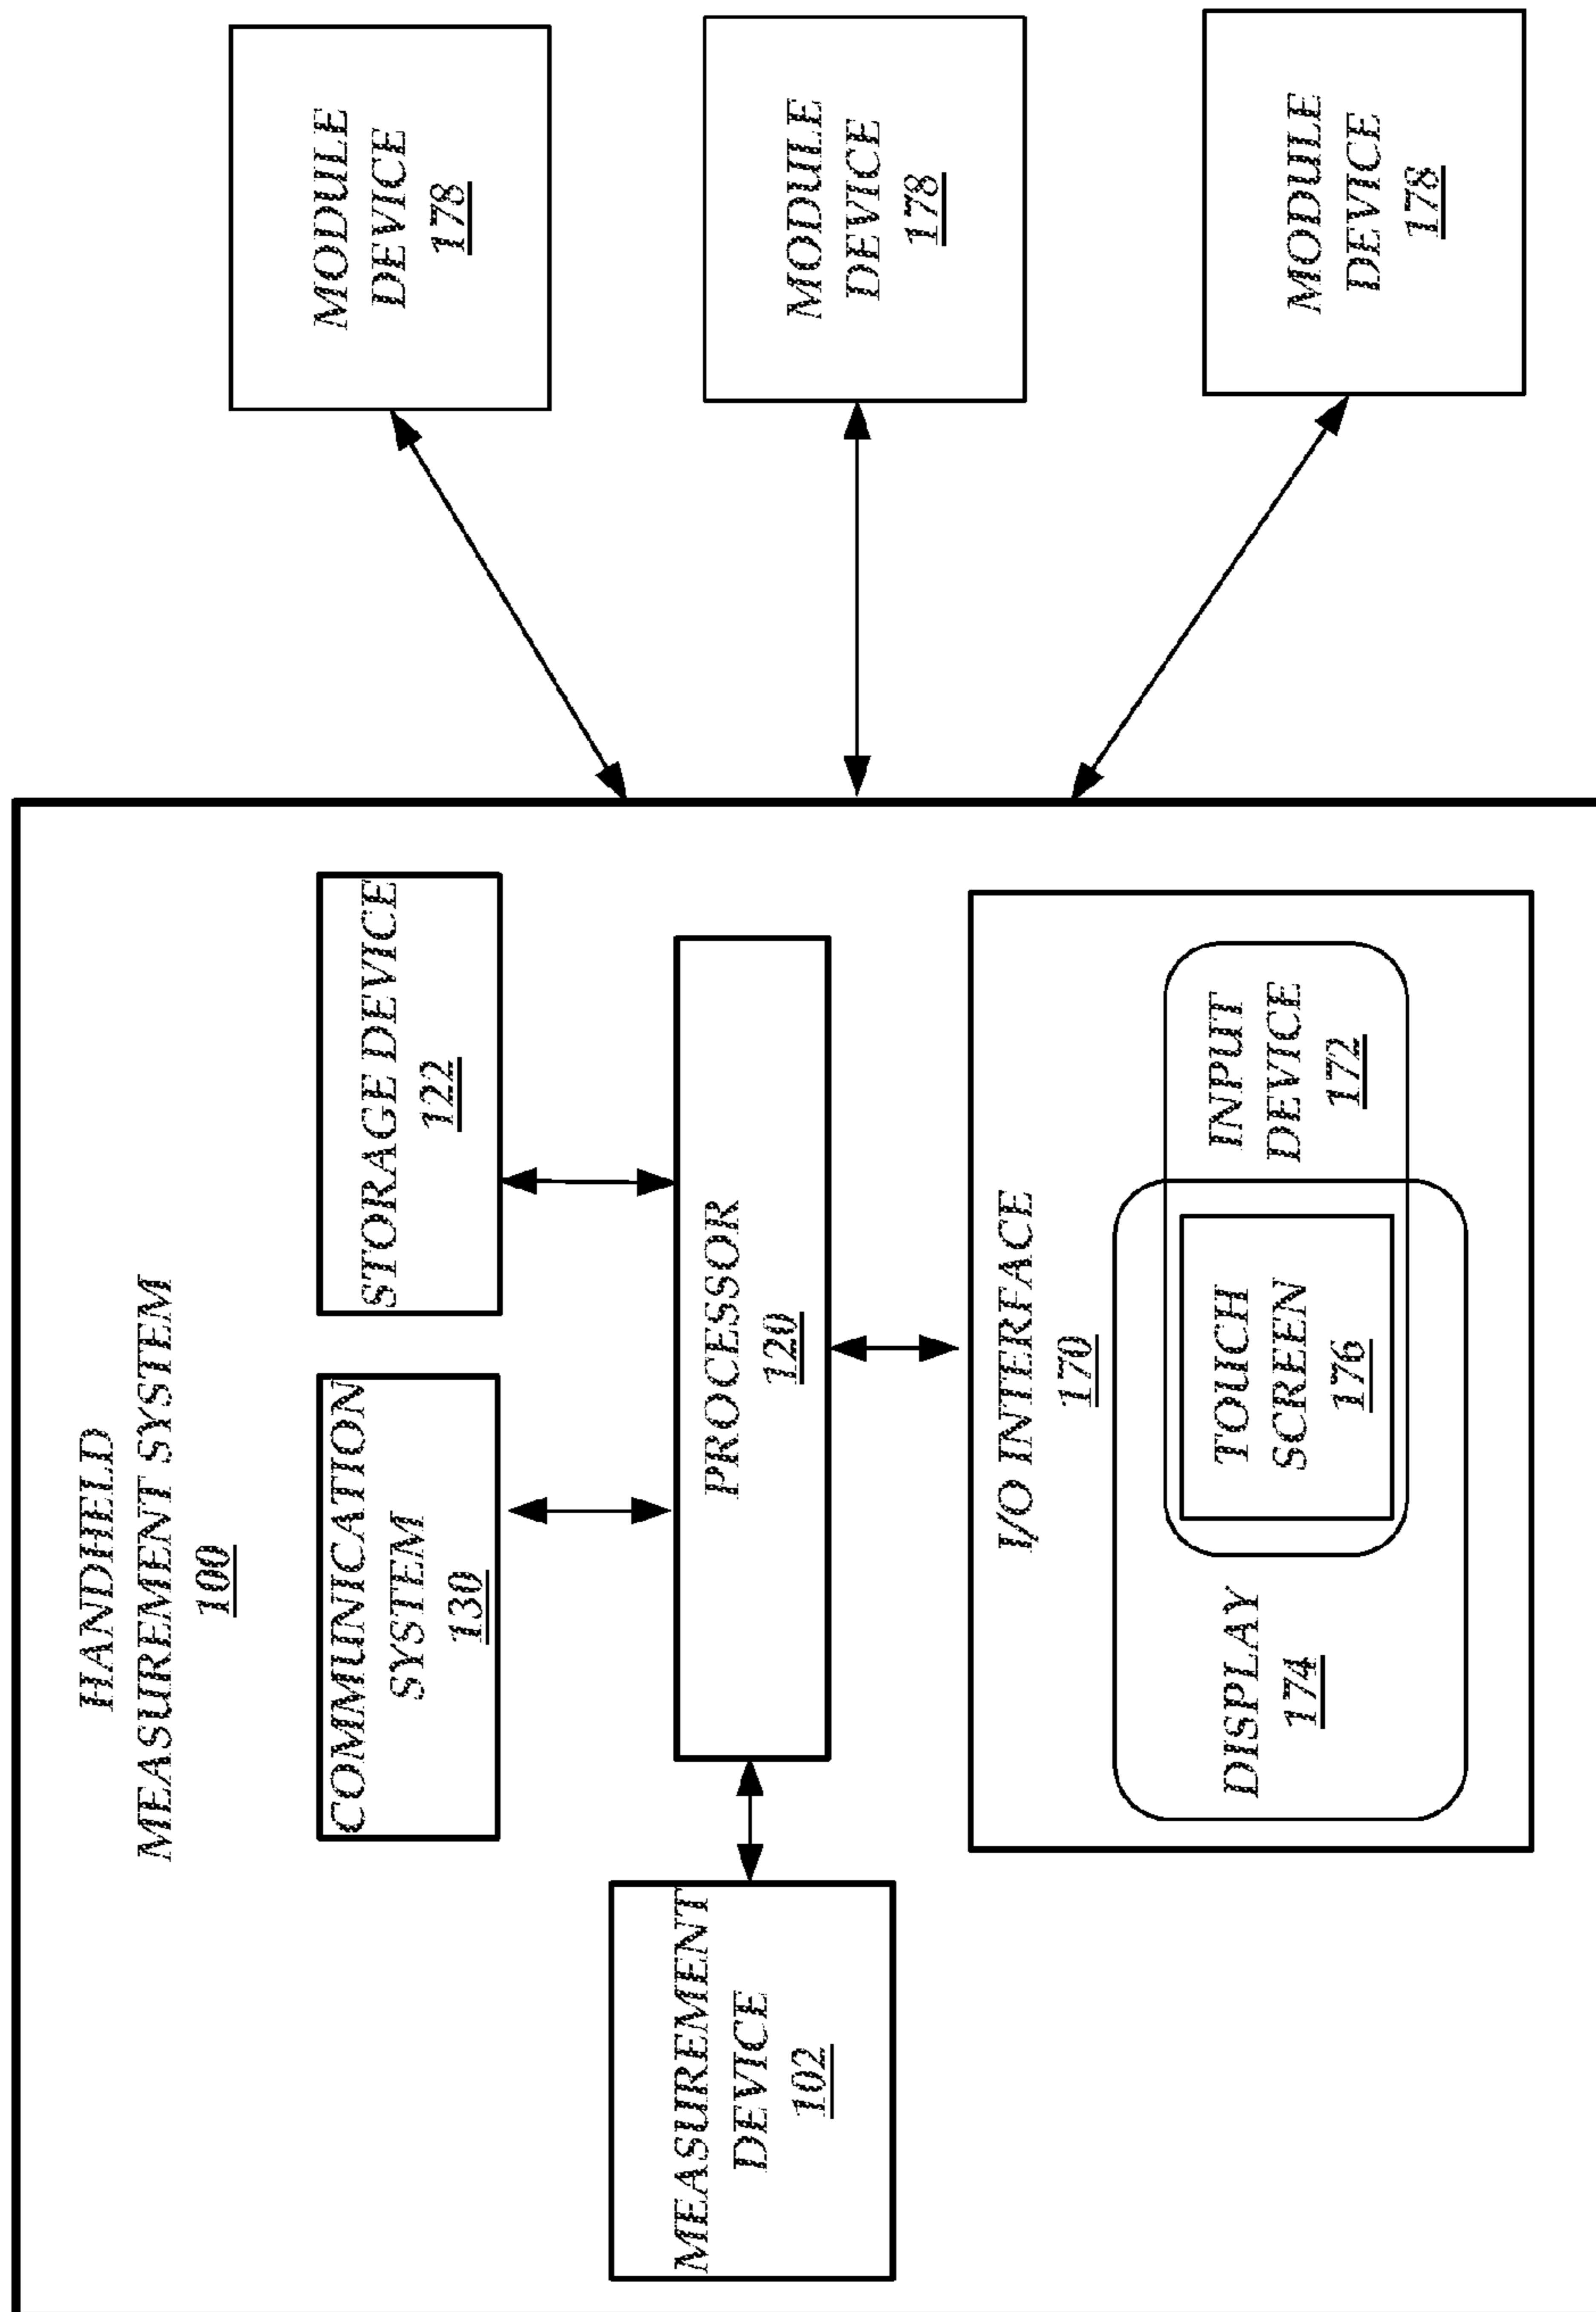 HANDHELD
MEASUREMENT SYSTEM
100
COMMUNICATION
SYSTEM
130
STORAGE DEVICE
122
MEASUREMENT
DEVICE
102
PROCESSOR
120
I/O INTERFACE
170
DISPLAY
174
TOUCH
SCREEN
176
INPUT
DEVICE
172
MODULE
DEVICE
178
MODULE
DEVICE
178
MODULE
DEVICE
178